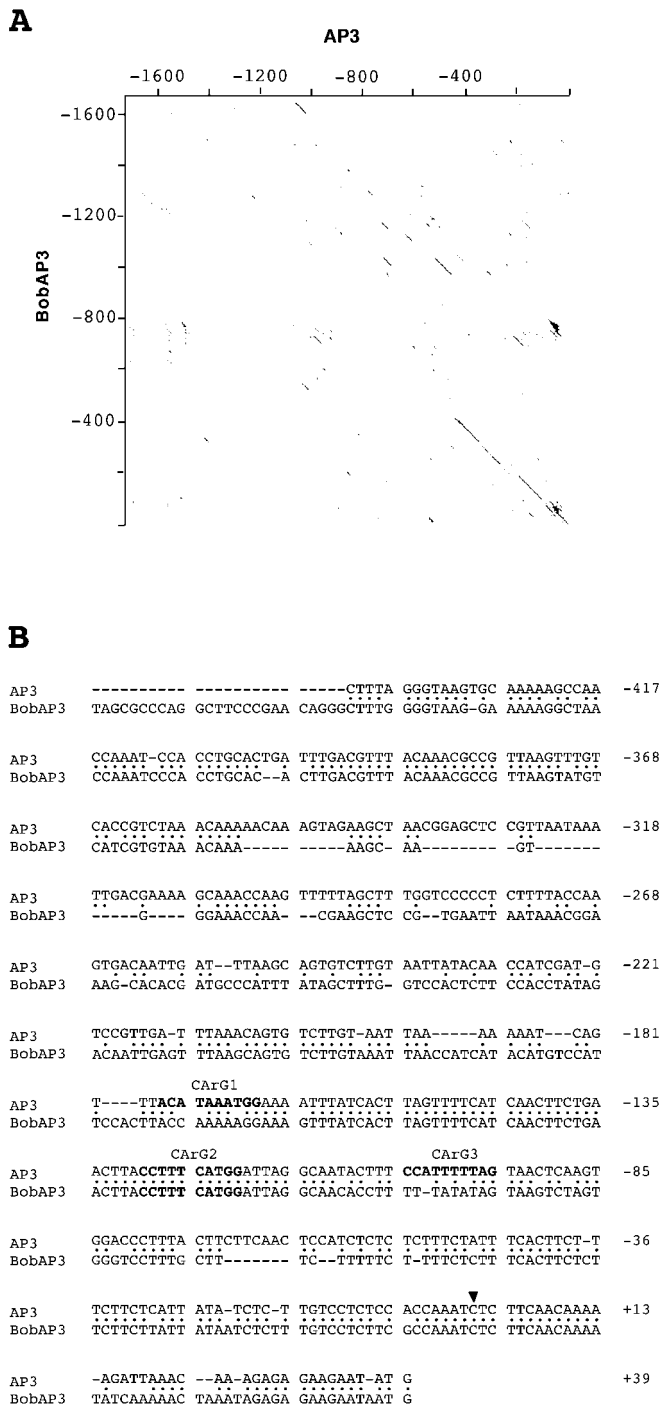 A
AP3
-1600 -1200 -800 -400
BobAP3
-1600
-1200
-800
-400
B
AP3 ---------- ---------- -----CTTTA GGGTAAGTGC AAAAAGCCAA -417
BobAP3 TAGCGCCCAG GCTTCCCGAA CAGGGCTTTG GGGTAAG-GA AAAAGGCTAA
AP3 CCAAAT-CCA CCTGCACTGA TTTGACGTTT ACAAACGCCG TTAAGTTTGT -368
BobAP3 CCAAATCCCA CCTGCAC--A CTTGACGTTT ACAAACGCCG TTAAGTATGT
AP3 CACCGTCTAA ACAAAAACAA AGTAGAAGCT AACGGAGCTC CGTTAATAAA -318
BobAP3 CATCGTGTAA ACAAA----- -----AAGC- AA-------- -GT-------
AP3 TTGACGAAAA GCAAACCAAG TTTTTAGCTT TGGTCCCCCT CTTTTACCAA -268
BobAP3 -----G---- GGAAACCAA- --CGAAGCTC CG--TGAATT AATAAACGGA
AP3 GTGACAATTG AT--TTAAGC AGTGTCTTGT AATTATACAA CCATCGAT-G -221
BobAP3 AAG-CACACG ATGCCCATTT ATAGCTTTG- GTCCACTCTT CCACCTATAG
AP3 TCCGTTGA-T TTAAACAGTG TCTTGT-AAT TAA-----AA AAAT---CAG -181
BobAP3 ACAATTGAGT TTAAGCAGTG TCTTGTAAAT TAACCATCAT ACATGTCCAT
CArG1
AP3 T----TTACA TAAATGGAAA AATTTATCACTT TAGTTTTCAT CAACTTCTGA -135
BobAP3 TCCACTTACC AAAAAGGAAA GTTTATCACT TAGTTTTCAT CAACTTCTGA
CArG2 CArG3
AP3 ACTTACCTTT CATGGATTAG GCAATACTTT CCATTTTTAG TAACTCAAGT -85
BobAP3 ACTTACCTTT CATGGATTAG GCAACACCTT TT-TATATAG TAAGTCTAGT
AP3 GGACCCTTTA CTTCTTCAAC TCCATCTCTC TCTTTCTATT TCACTTCT-T -36
BobAP3 GGGTCCTTTG CTT------- TC--TTTTTC T-TTTCTCTT TCACTTCTCT
AP3 TCTTCTCATT ATA-TCTC-T TGTCCTCTCC ACCAAATCTC TTCAACAAAA +13
BobAP3 TCTTCTTATT ATAATCTCTT TGTCCTCTTC GCCAAATCTC TTCAACAAAA
AP3 -AGATTAAAC --AA-AGAGA GAAGAAT-AT G +39
BobAP3 TATCAAAAAC TAAATAGAGA GAAGAATAAT G